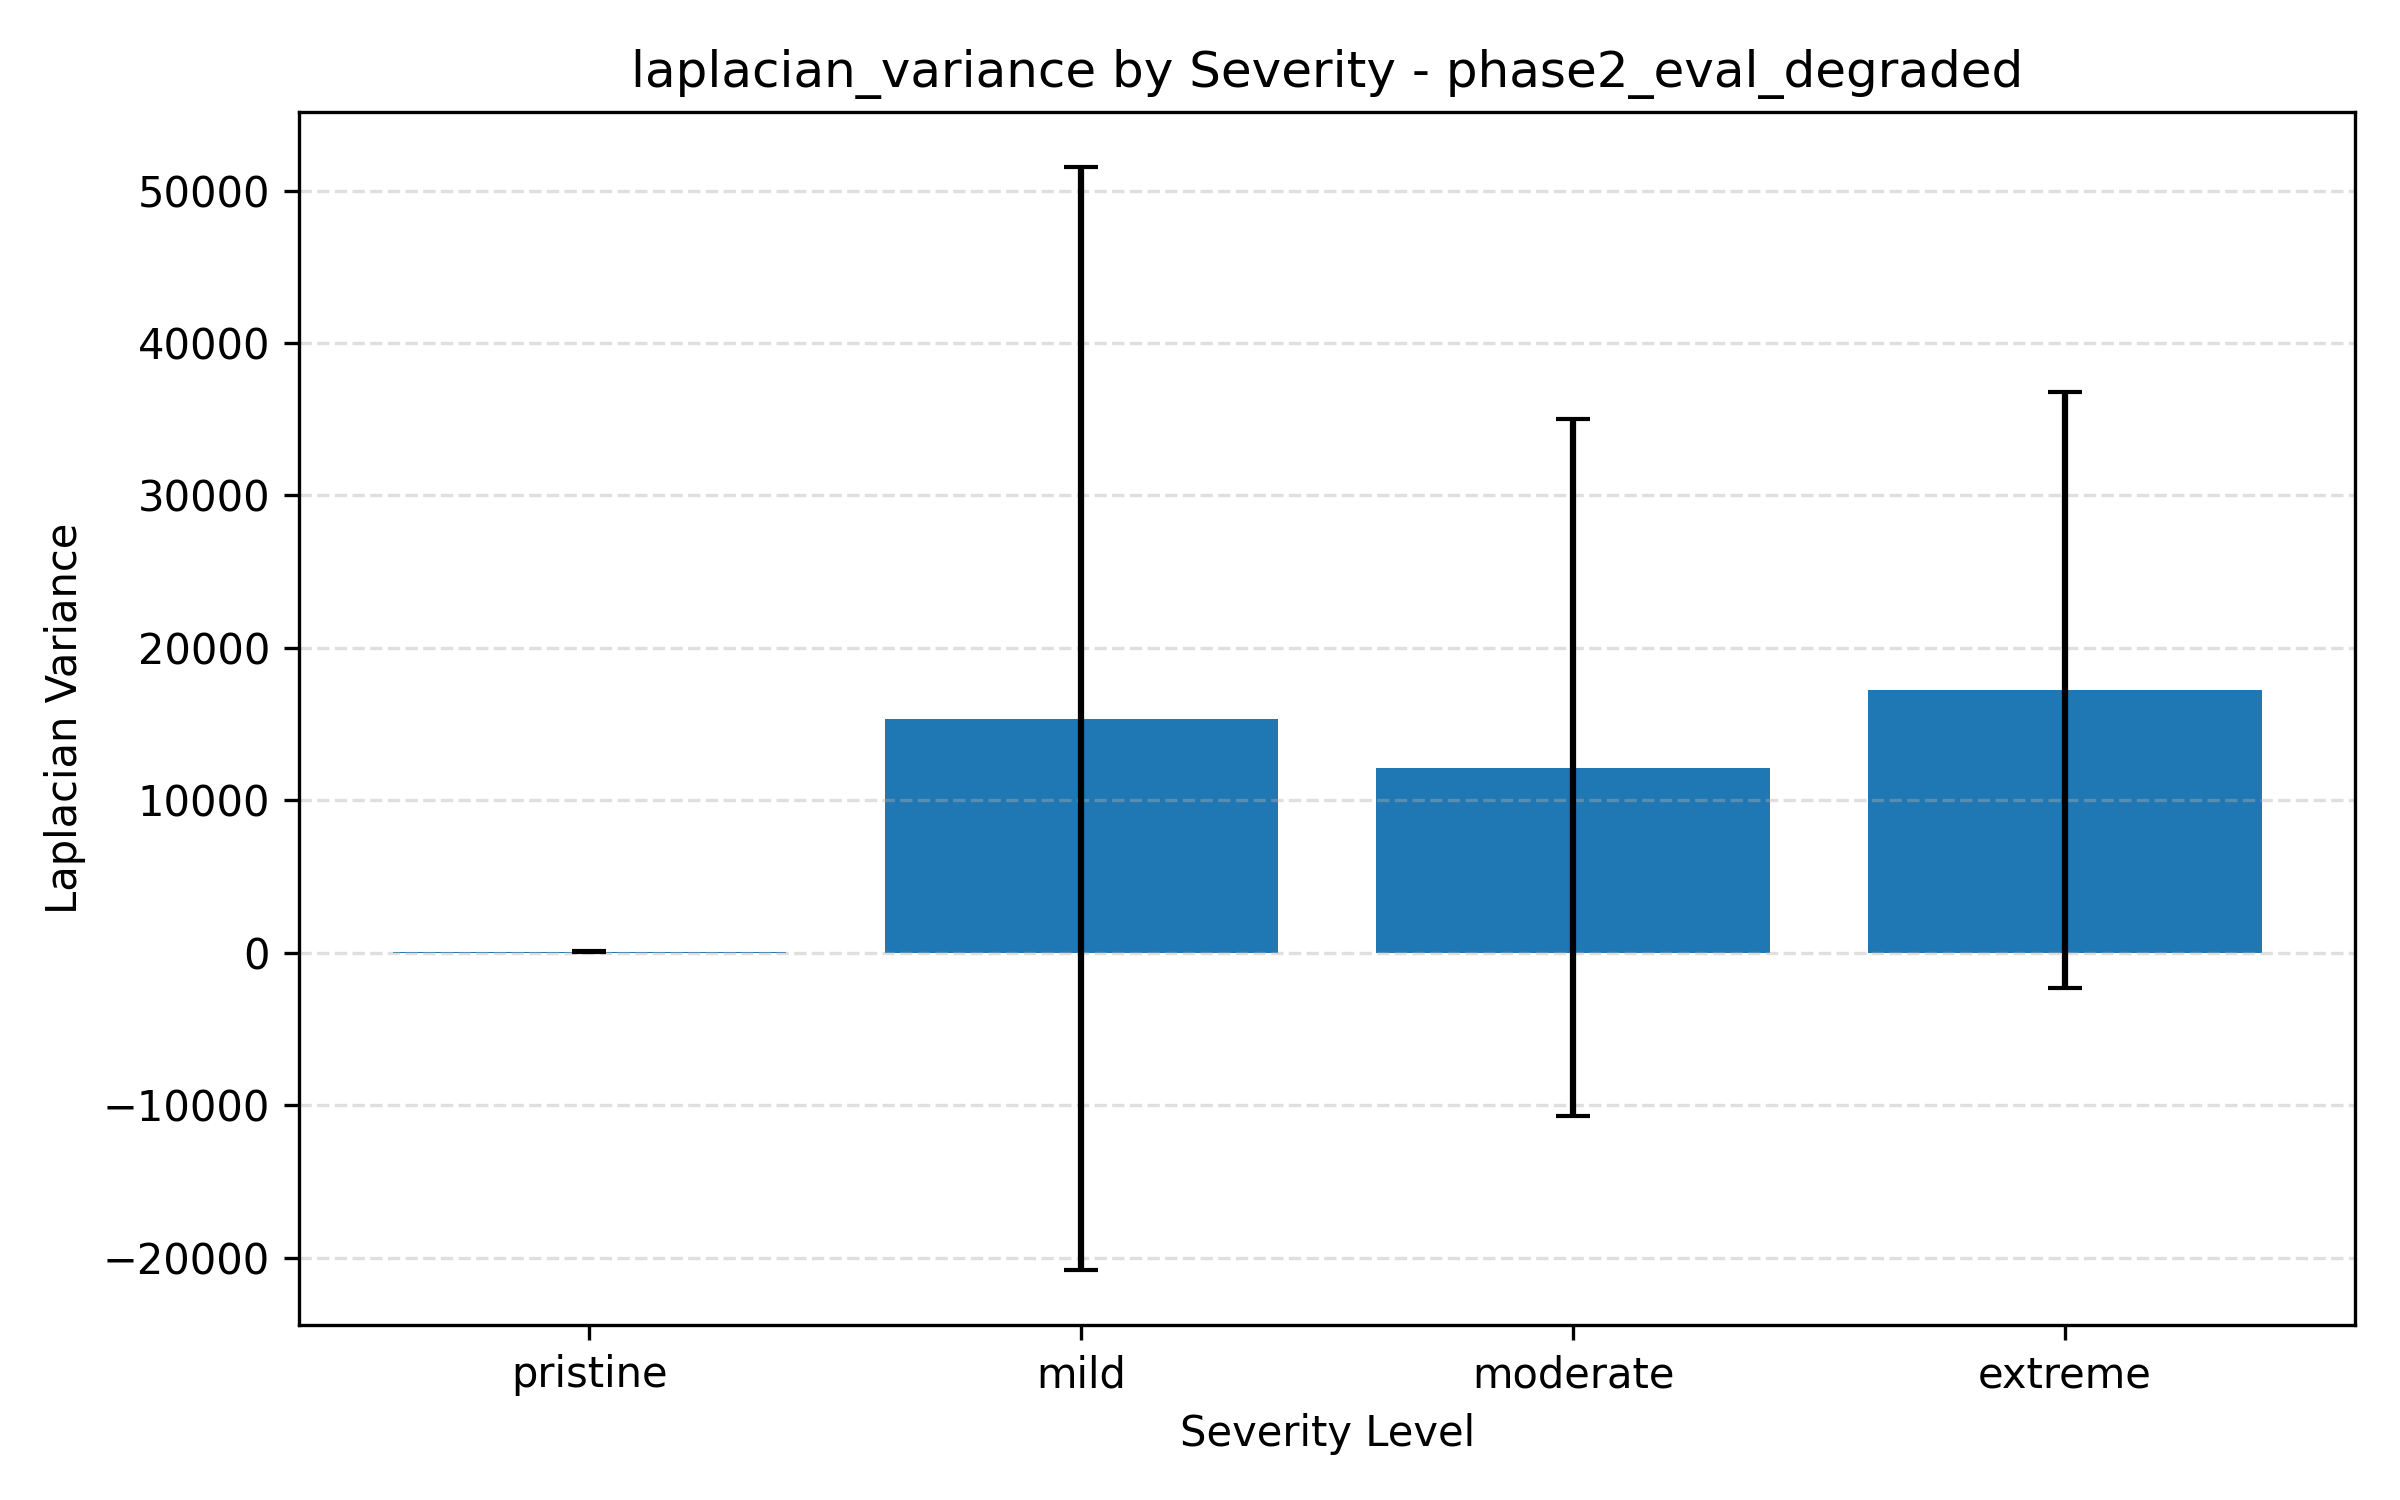 laplacian_variance by Severity - phase2_eval_degraded
Laplacian Variance
50000
40000
30000
20000
10000
0
−10000
−20000
pristine mild moderate extreme
Severity Level